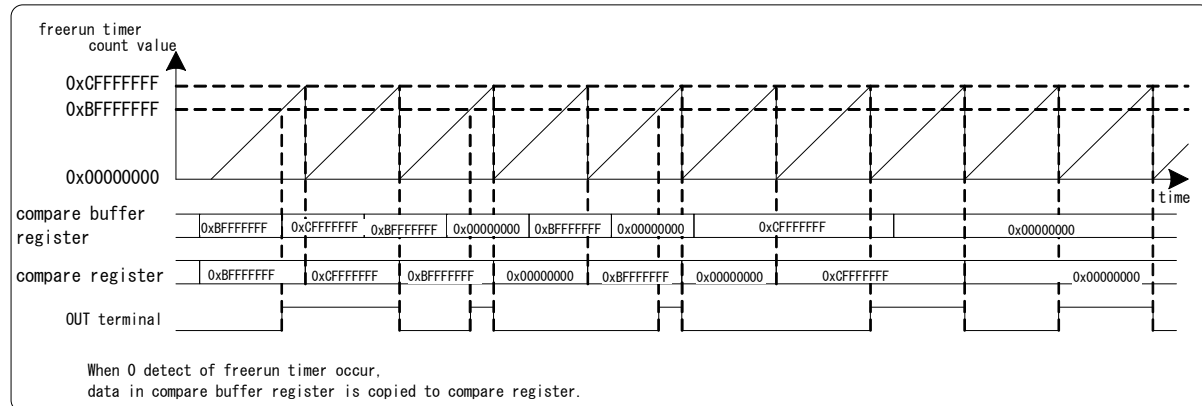 freerun timer
count value
0xCFFFFFFF
0xBFFFFFFF
0x00000000
time
compare buffer
register
0xBFFFFFFF 0xCFFFFFFF 0xBFFFFFFF 0x00000000 0xBFFFFFFF 0x00000000 0xCFFFFFFF 0x00000000
compare register
0xBFFFFFFF 0xCFFFFFFF 0xBFFFFFFF 0x00000000 0xBFFFFFFF 0x00000000 0xCFFFFFFF 0x00000000
OUT terminal
When 0 detect of freerun timer occur,
data in compare buffer register is copied to compare register.